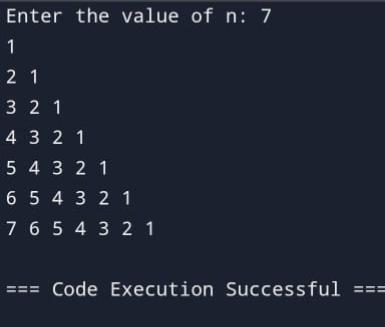 Enter the value of n: 7
1
2 1
3 2 1
4 3 2 1
5 4 3 2 1
6 5 4 3 2 1
7 6 5 4 3 2 1
=== Code Execution Successful ===